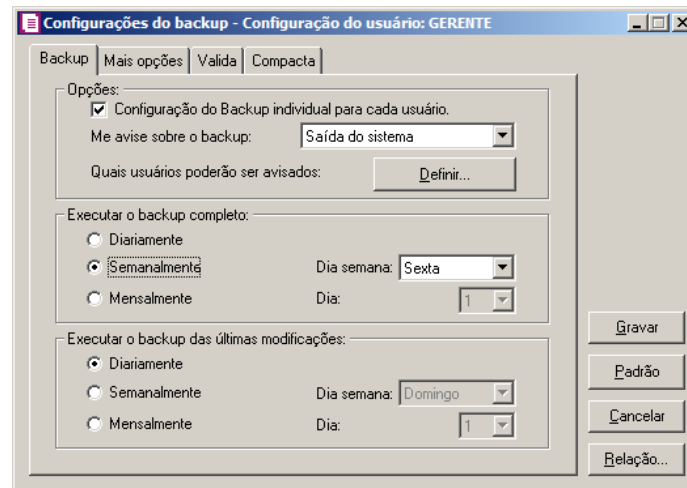 Configurações do backup - Configuração do usuário: GERENTE
Backup Mais opções Valida Compacta
Opções:
Configuração do Backup individual para cada usuário.
Me avise sobre o backup: Saída do sistema
Quais usuários poderão ser avisados: Definir...
Executar o backup completo:
Diariamente
Semanalmente Dia semana: Sexta
Mensalmente Dia: 1
Executar o backup das últimas modificações:
Diariamente
Semanalmente Dia semana: Domingo
Mensalmente Dia: 1
Gravar
Padrão
Cancelar
Relação...